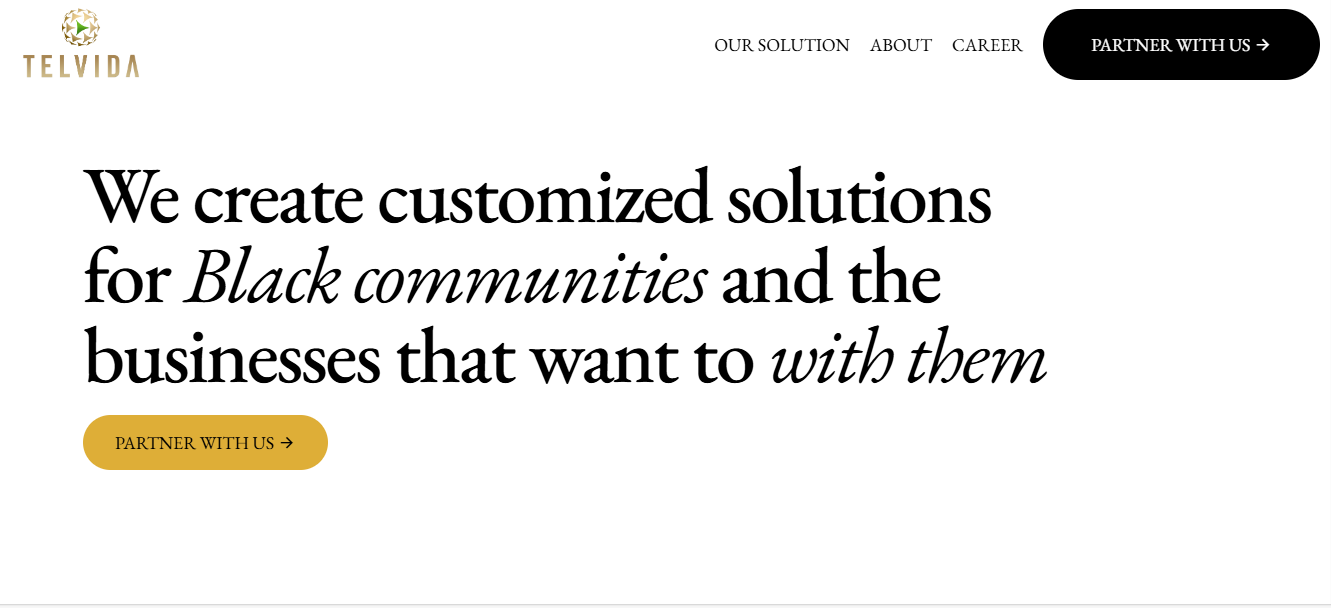 TELVIDA
OUR SOLUTION ABOUT CAREER PARTNER WITH US →
We create customized solutions
for Black communities and the
businesses that want to with them
PARTNER WITH US →